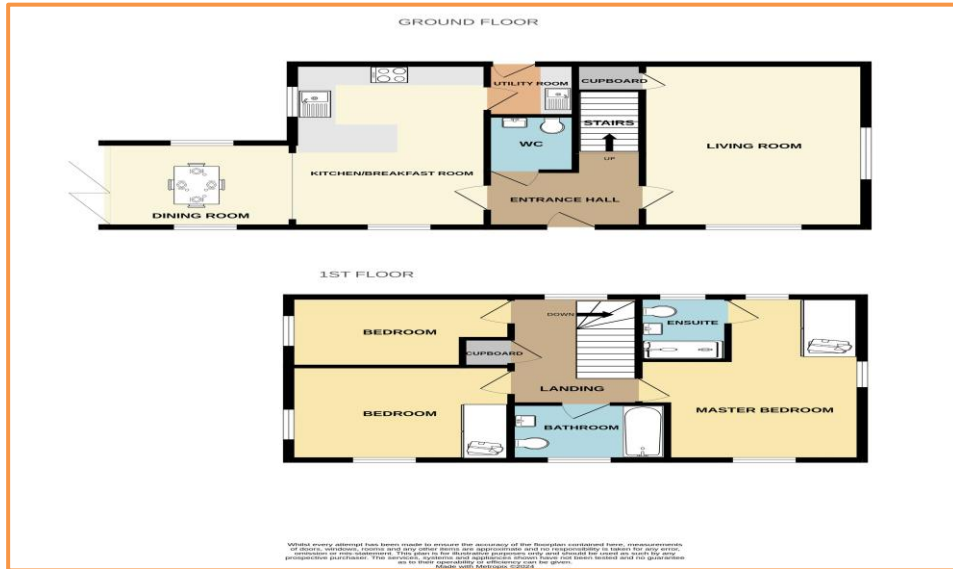 GROUND FLOOR
UTILITY ROOM
CUPBOARD
STAIRS
WC
UP
LIVING ROOM
KITCHEN/BREAKFAST ROOM
ENTRANCE HALL
DINING ROOM
1ST FLOOR
DOWN
ENSUITE
BEDROOM
CUPBOARD
LANDING
BEDROOM
MASTER BEDROOM
BATHROOM
Whilst every attempt has been made to ensure the accuracy of the floorplan contained here, measurements
of doors, windows, rooms and any other items are approximate and no responsibility is taken for any error,
omission or mis-statement. This plan is for illustrative purposes only and should be used as such by any
prospective purchaser. The services, systems and appliances shown have not been tested and no guarantee
as to their operability or efficiency can be given.
Made with Metropix ©2024